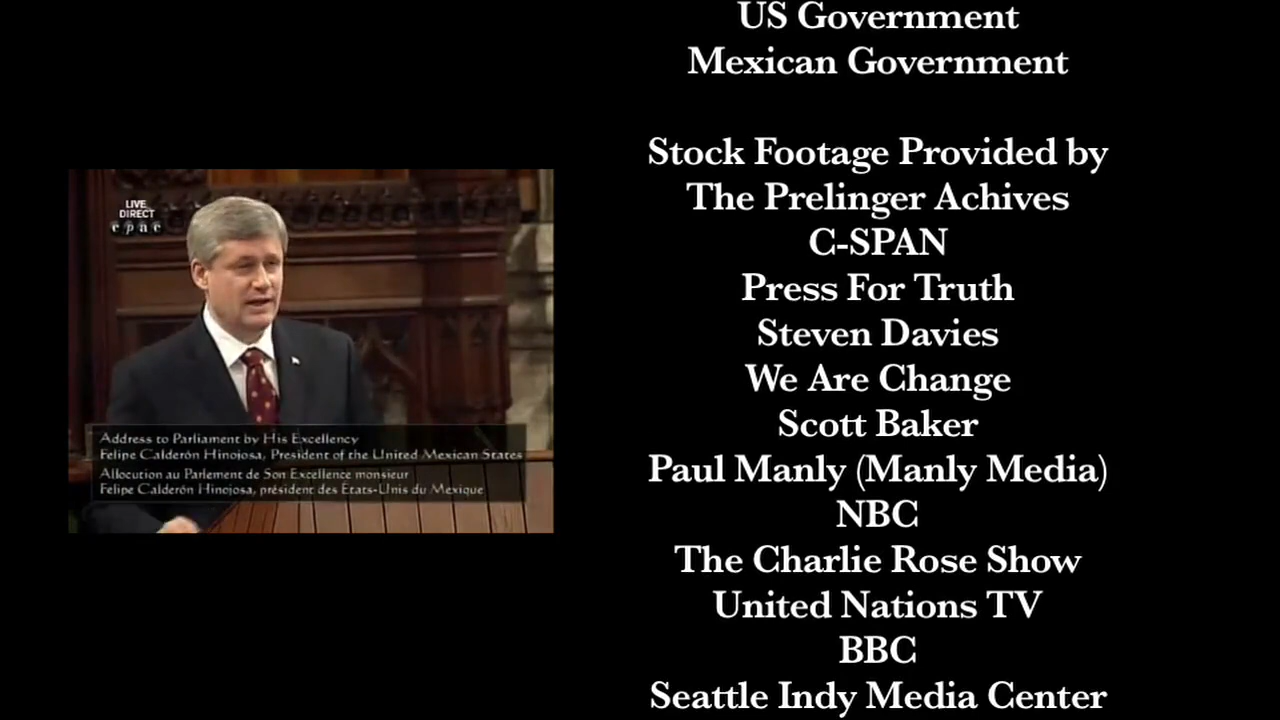 US Government
Mexican Government
Stock Footage Provided by
The Prelinger Achives
C-SPAN
Press For Truth
Steven Davies
We Are Change
Scott Baker
Paul Manly (Manly Media)
NBC
The Charlie Rose Show
United Nations TV
BBC
Seattle Indy Media Center
LIVE
DIRECT
cpac
Address to Parliament by His Excellency
Felipe Calderón Hinojosa, President of the United Mexican States
Allocution au Parlement de Son Excellence monsieur
Felipe Calderón Hinojosa, président des États-Unis du Mexique